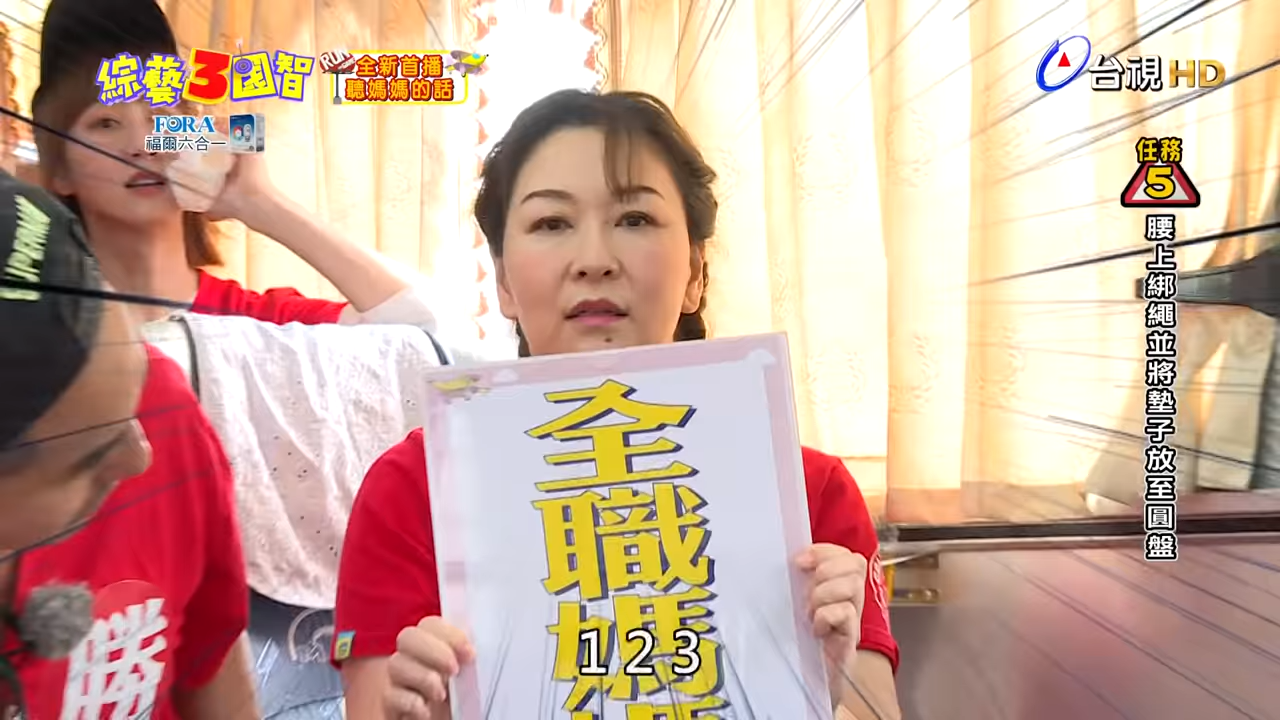 綜藝3國智
RUN
全新首播
聽媽媽的話
FORA
福爾六合一
台視HD
任務
5
腰上綁繩並將墊子放至圓盤
全職媽
123
勝